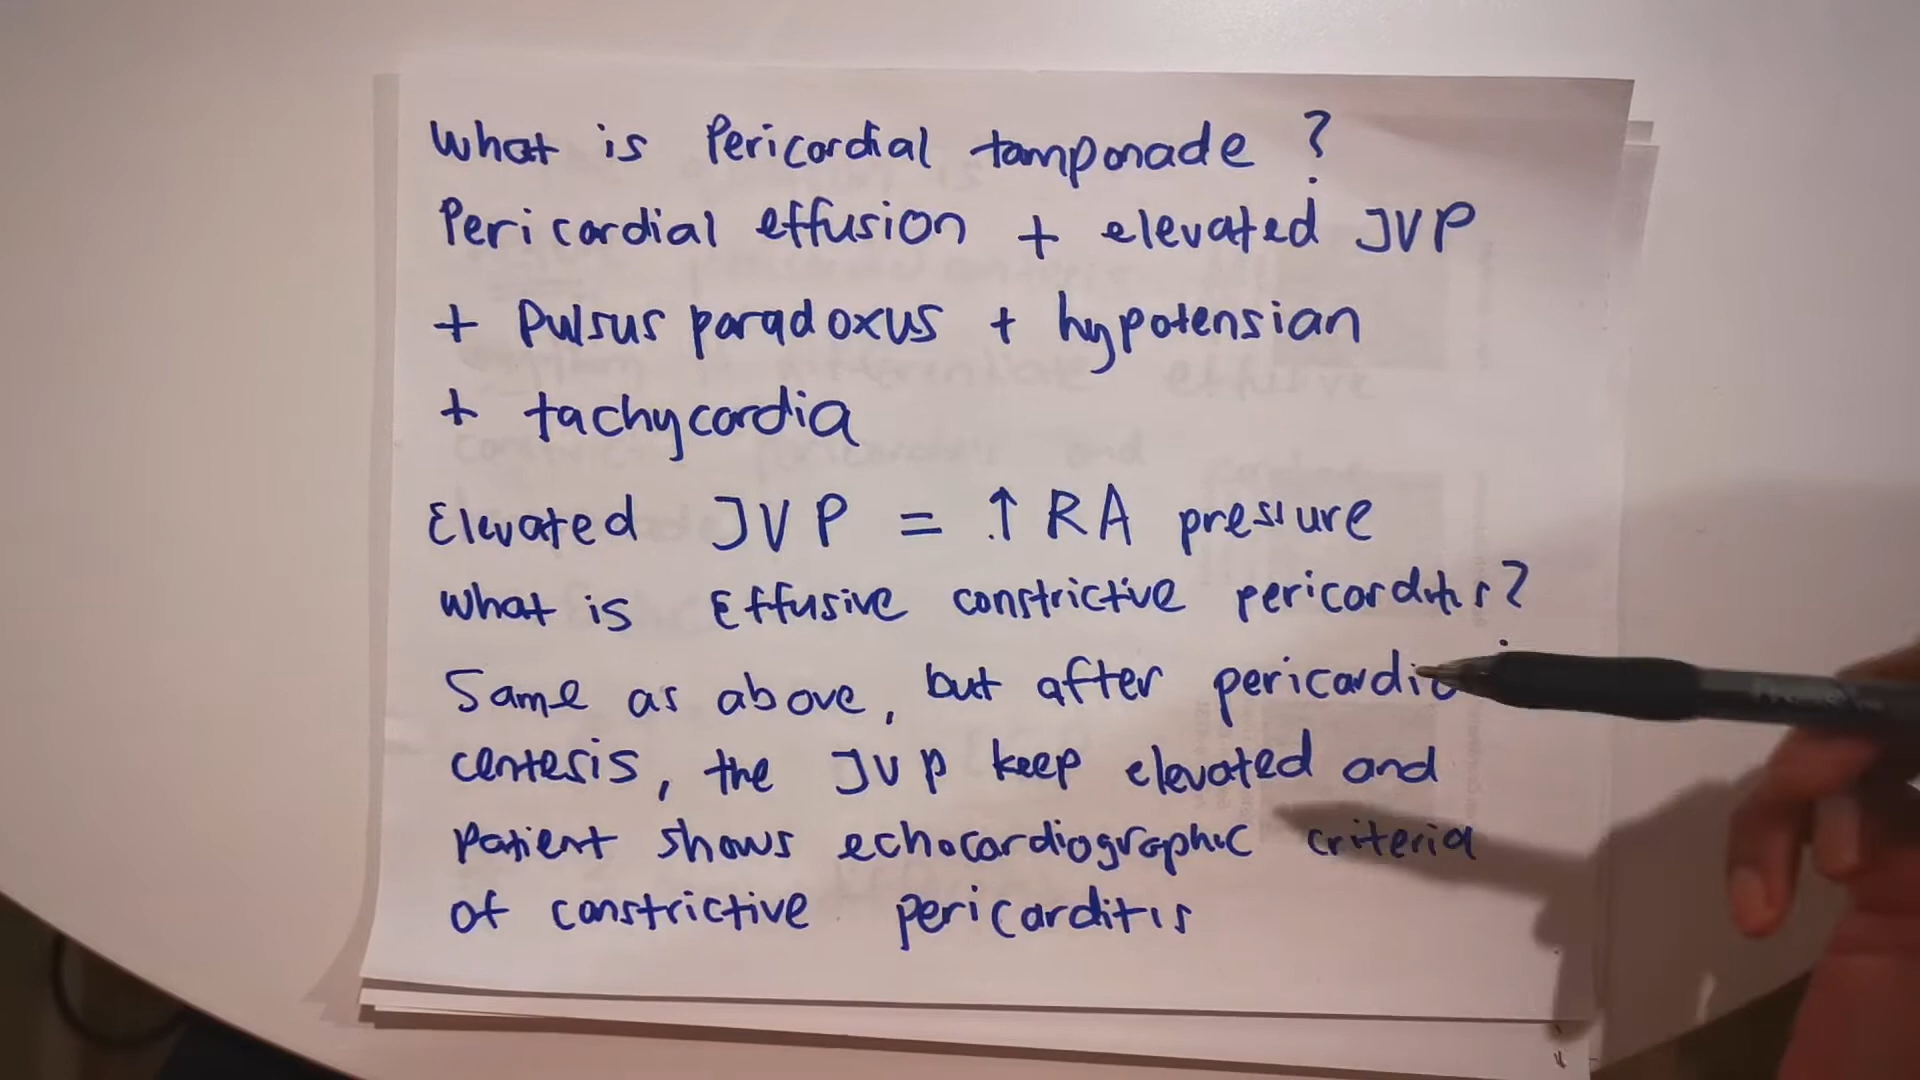 What is Pericardial tamponade ?
Pericardial effusion + elevated JVP
+ Pulsus paradoxus + hypotension
+ tachycardia
Elevated JVP = ↑ RA pressure
What is Effusive constrictive pericarditis?
Same as above, but after pericardio
centesis, the JVP keep elevated and
Patient shows echocardiographic criteria
of constrictive pericarditis